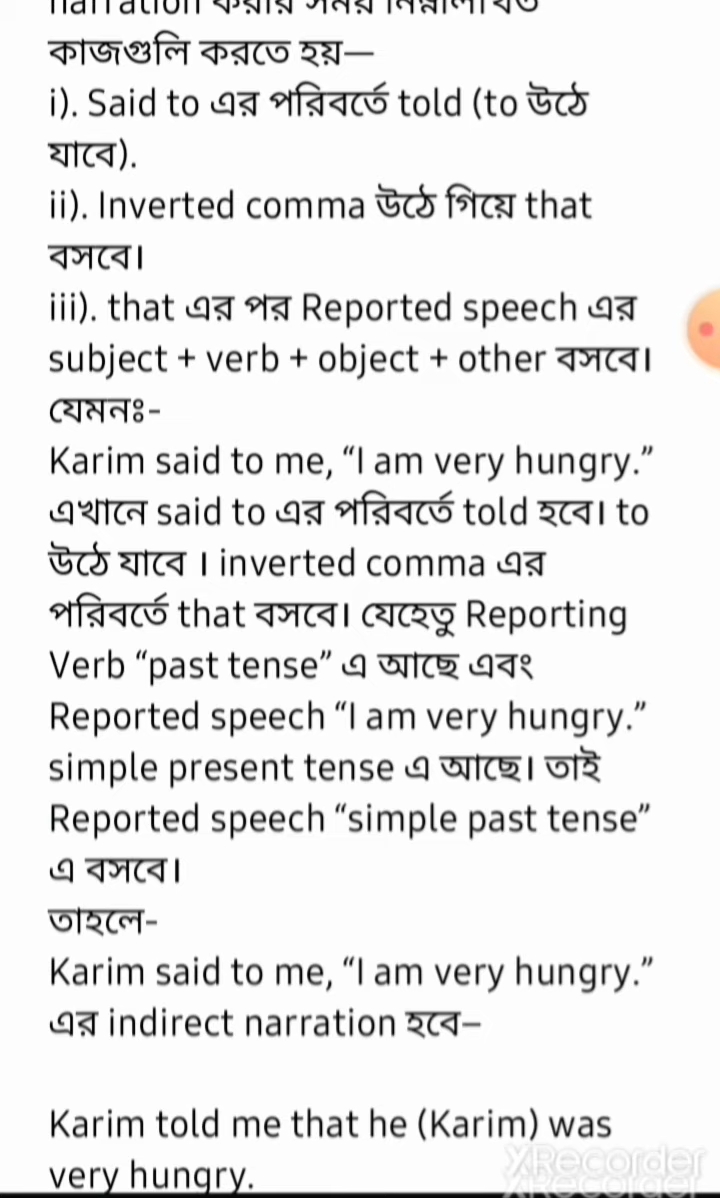 narration করার সময় নিম্নলিখিত
কাজগুলি করতে হয়—
i). Said to এর পরিবর্তে told (to উঠে
যাবে).
ii). Inverted comma উঠে গিয়ে that
বসবে।
iii). that এর পর Reported speech এর
subject + verb + object + other বসবে।
যেমনঃ-
Karim said to me, “I am very hungry.”
এখানে said to এর পরিবর্তে told হবে। to
উঠে যাবে । inverted comma এর
পরিবর্তে that বসবে। যেহেতু Reporting
Verb “past tense” এ আছে এবং
Reported speech “I am very hungry.”
simple present tense এ আছে। তাই
Reported speech “simple past tense”
এ বসবে।
তাহলে-
Karim said to me, “I am very hungry.”
এর indirect narration হবে–
Karim told me that he (Karim) was
very hungry.
XRecorder
XRecorder